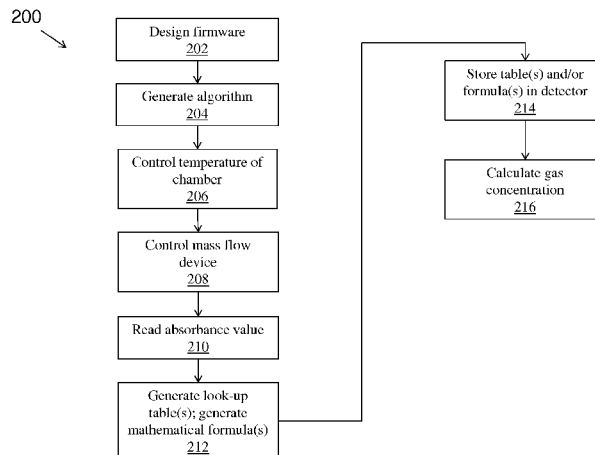 200
Design firmware
202
Generate algorithm
204
Control temperature of
chamber
206
Control mass flow
device
208
Read absorbance value
210
Generate look-up
table(s); generate
mathematical formula(s)
212
Store table(s) and/or
formula(s) in detector
214
Calculate gas
concentration
216